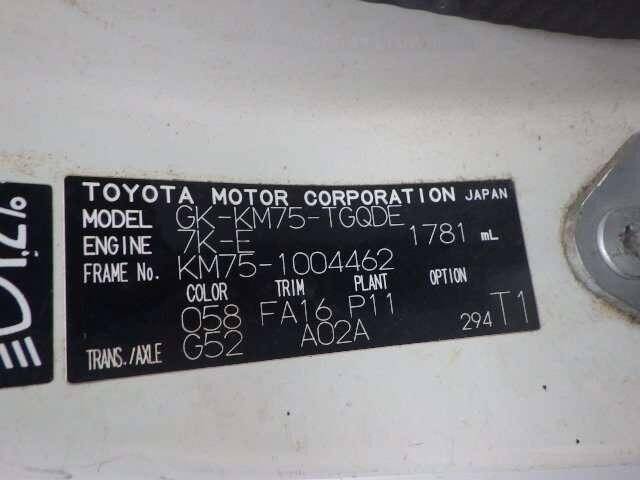 TOYOTA MOTOR CORPORATION JAPAN
MODEL GK-KM75-TGQDE
ENGINE 7K-E 1781 mL
FRAME No. KM75-1004462
COLOR TRIM PLANT OPTION
058 FA16 P11
TRANS./AXLE G52 A02A 294 T1